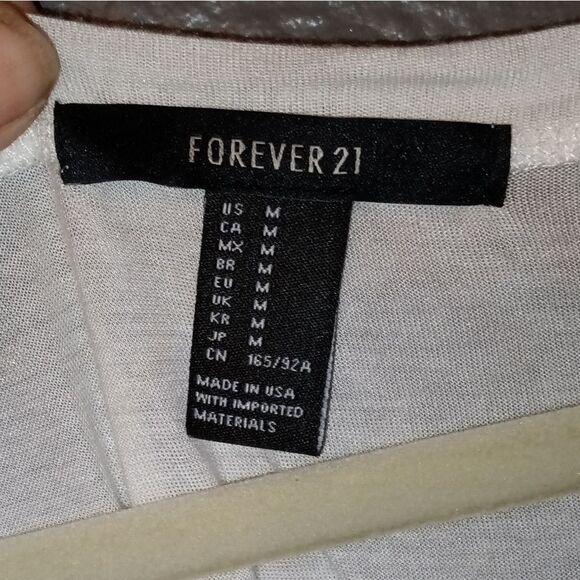 FOREVER 21
US M
CA M
MX M
BR M
EU M
UK M
KR M
JP M
CN 165/92A
MADE IN USA
WITH IMPORTED
MATERIALS